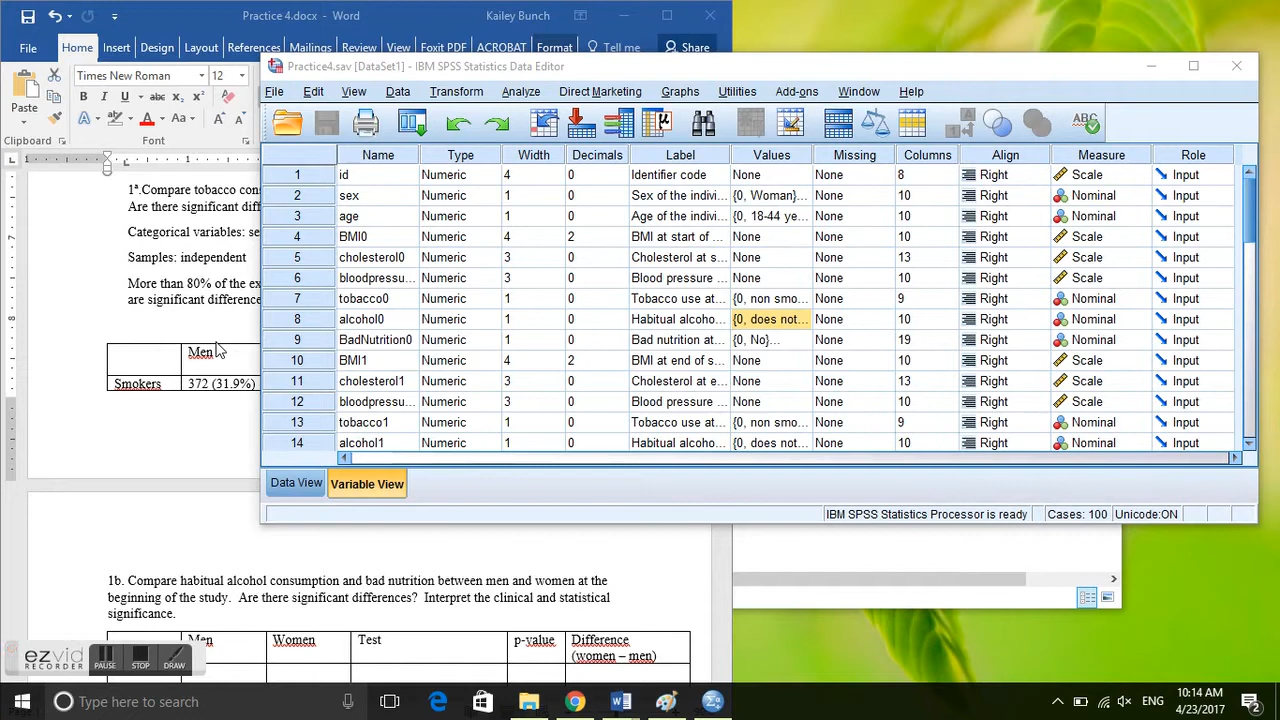 Practice 4.docx - Word
Kailey Bunch
File Home Insert Design Layout References Mailings Review View Foxit PDF ACROBAT Format Tell me Share
Times New Roman 12
Paste
B I U abc X₂ X²
A A Aa A A
Clipboard Font
1ª.Compare tobacco cons
Are there significant diff
Categorical variables: se
Samples: independent
More than 80% of the ex
are significant difference
Men
Smokers 372 (31.9%)
1b. Compare habitual alcohol consumption and bad nutrition between men and women at the
beginning of the study. Are there significant differences? Interpret the clinical and statistical
significance.
Men Women Test p-value Difference
(women – men)
ezvid
RECORDER
PAUSE STOP DRAW
Practice4.sav [DataSet1] - IBM SPSS Statistics Data Editor
File Edit View Data Transform Analyze Direct Marketing Graphs Utilities Add-ons Window Help
Name Type Width Decimals Label Values Missing Columns Align Measure Role
1 id Numeric 4 0 Identifier code None None 8 Right Scale Input
2 sex Numeric 1 0 Sex of the indivi... {0, Woman}... None 10 Right Nominal Input
3 age Numeric 1 0 Age of the indivi... {0, 18-44 ye... None 10 Right Nominal Input
4 BMI0 Numeric 4 2 BMI at start of ... None None 10 Right Scale Input
5 cholesterol0 Numeric 3 0 Cholesterol at s... None None 13 Right Scale Input
6 bloodpressu... Numeric 3 0 Blood pressure ... None None 10 Right Scale Input
7 tobacco0 Numeric 1 0 Tobacco use at... {0, non smo... None 9 Right Nominal Input
8 alcohol0 Numeric 1 0 Habitual alcoho... {0, does not... None 10 Right Nominal Input
9 BadNutrition0 Numeric 1 0 Bad nutrition at... {0, No}... None 19 Right Nominal Input
10 BMI1 Numeric 4 2 BMI at end of s... None None 10 Right Scale Input
11 cholesterol1 Numeric 3 0 Cholesterol at e... None None 13 Right Scale Input
12 bloodpressu... Numeric 3 0 Blood pressure ... None None 10 Right Scale Input
13 tobacco1 Numeric 1 0 Tobacco use at... {0, non smo... None 9 Right Nominal Input
14 alcohol1 Numeric 1 0 Habitual alcoho... {0, does not... None 10 Right Nominal Input
Data View Variable View
IBM SPSS Statistics Processor is ready Cases: 100 Unicode:ON
Type here to search
ENG
10:14 AM
4/23/2017
2